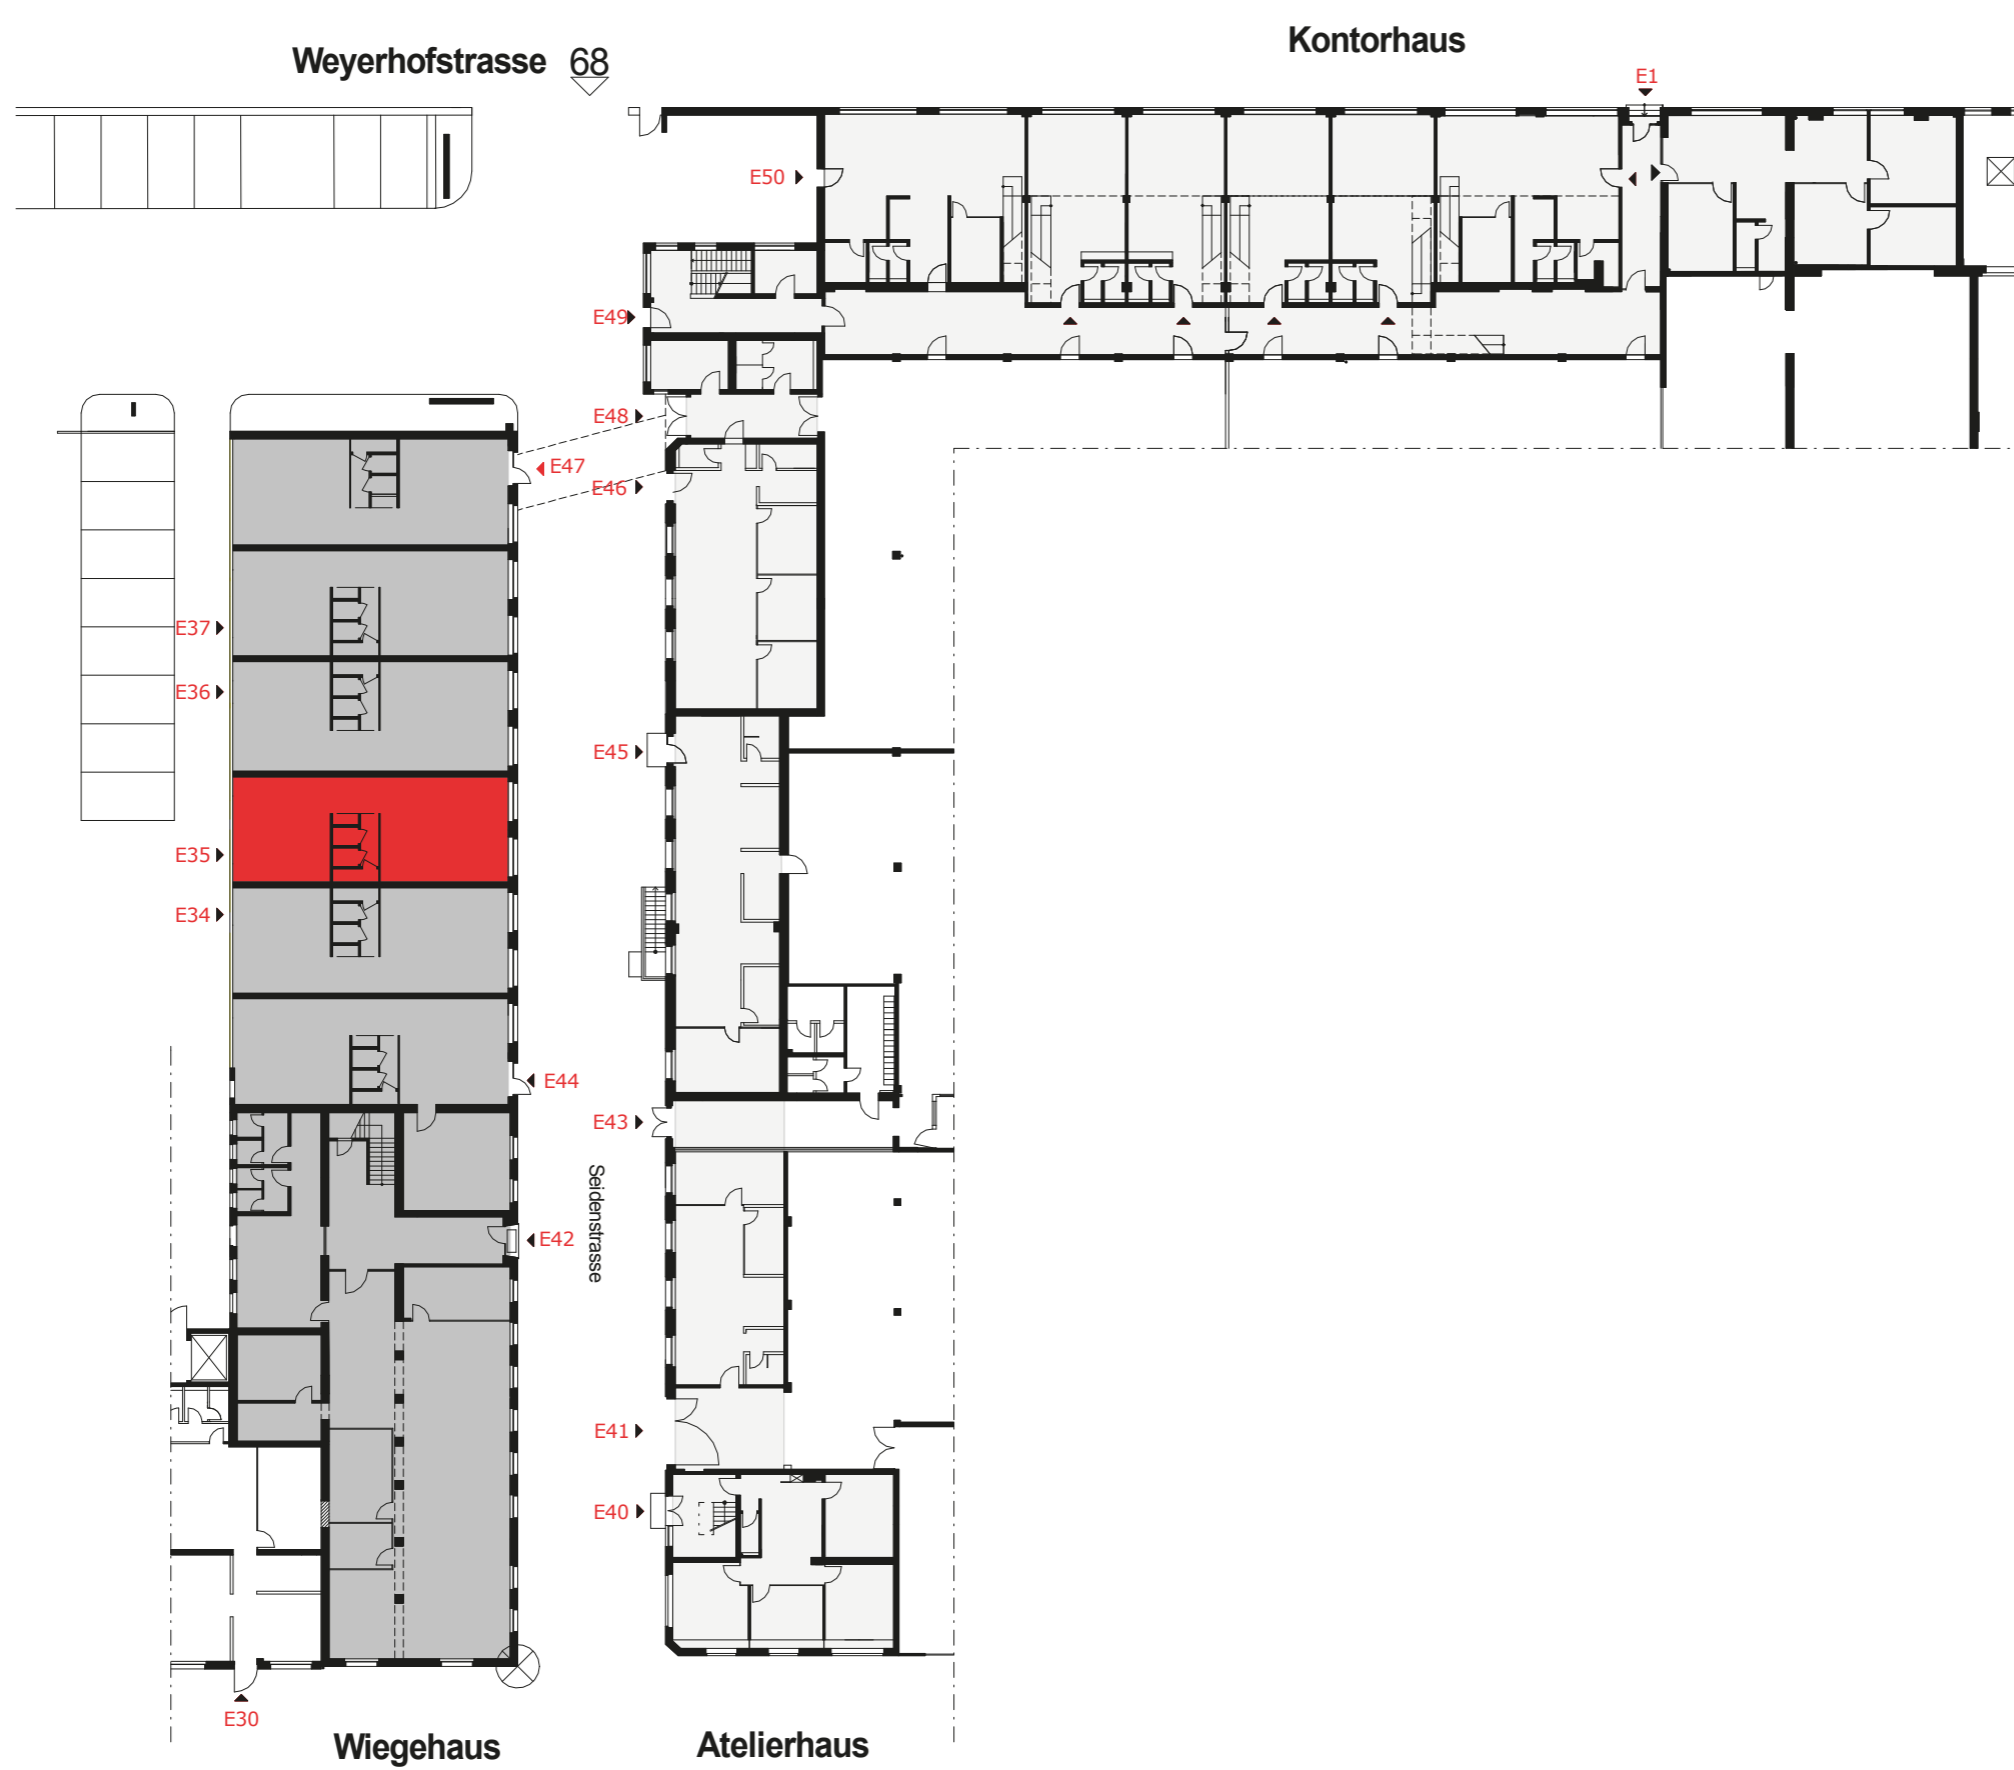 Kontorhaus
Weyerhofstrasse 68
E1
E50
E49
E48
E47
E46
E37
E36
E45
E35
E34
E44
E43
Seidenstrasse
E42
E41
E40
E30
Wiegehaus
Atelierhaus